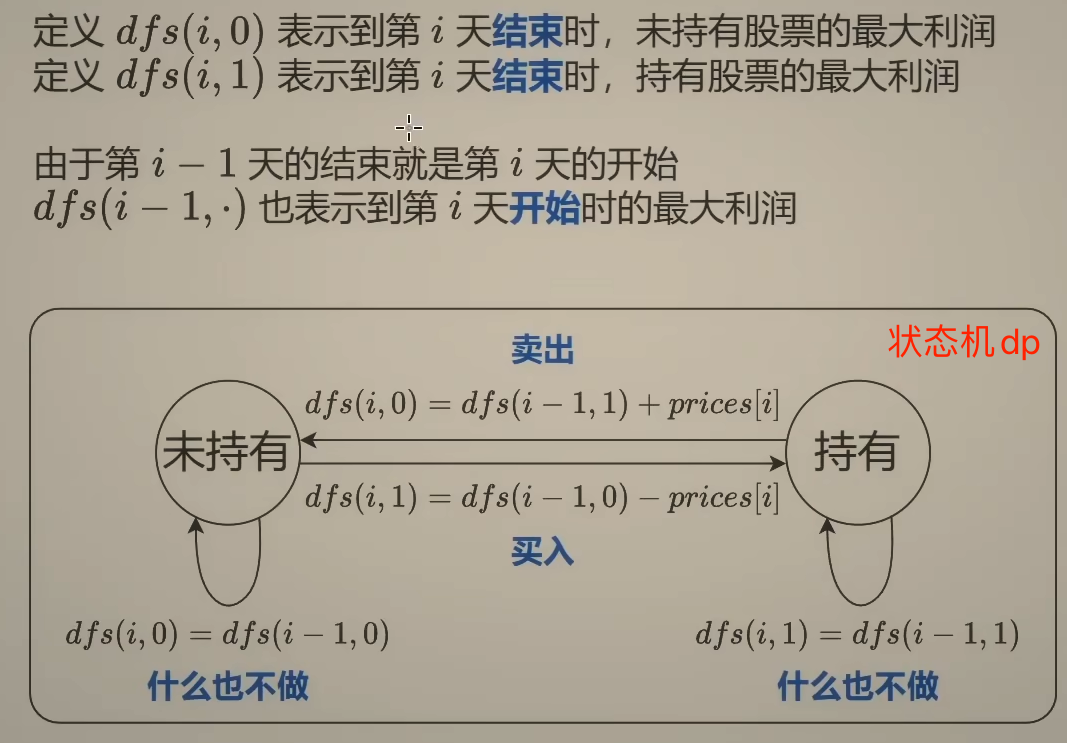 定义 dfs(i, 0) 表示到第 i 天结束时，未持有股票的最大利润
定义 dfs(i, 1) 表示到第 i 天结束时，持有股票的最大利润
由于第 i − 1 天的结束就是第 i 天的开始
dfs(i − 1, ·) 也表示到第 i 天开始时的最大利润
状态机 dp
卖出
dfs(i, 0) = dfs(i − 1, 1) + prices[i]
未持有
持有
dfs(i, 1) = dfs(i − 1, 0) − prices[i]
买入
dfs(i, 0) = dfs(i − 1, 0)
dfs(i, 1) = dfs(i − 1, 1)
什么也不做
什么也不做